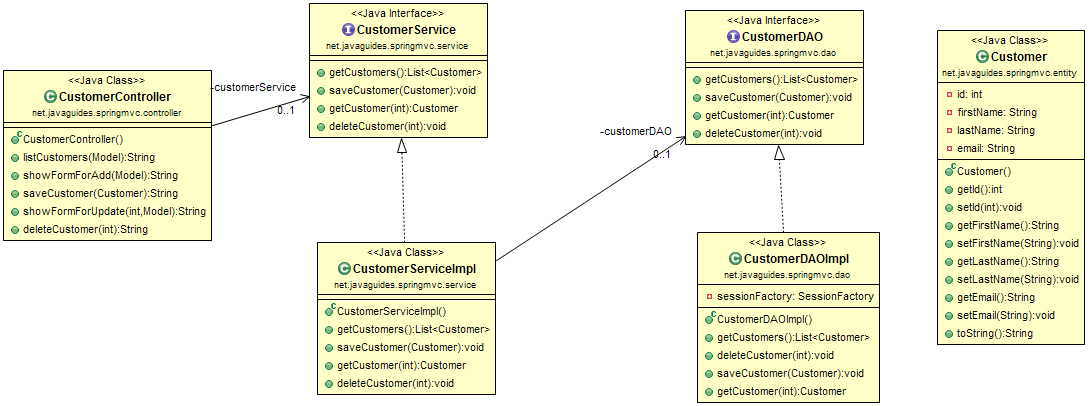 <<Java Class>>
CustomerController
net.javaguides.springmvc.controller
CustomerController()
listCustomers(Model):String
showFormForAdd(Model):String
saveCustomer(Customer):String
showFormForUpdate(int,Model):String
deleteCustomer(int):String
-customerService
0..1
<<Java Interface>>
CustomerService
net.javaguides.springmvc.service
getCustomers():List<Customer>
saveCustomer(Customer):void
getCustomer(int):Customer
deleteCustomer(int):void
<<Java Class>>
CustomerServiceImpl
net.javaguides.springmvc.service
CustomerServiceImpl()
getCustomers():List<Customer>
saveCustomer(Customer):void
getCustomer(int):Customer
deleteCustomer(int):void
-customerDAO
0..1
<<Java Interface>>
CustomerDAO
net.javaguides.springmvc.dao
getCustomers():List<Customer>
saveCustomer(Customer):void
getCustomer(int):Customer
deleteCustomer(int):void
<<Java Class>>
CustomerDAOImpl
net.javaguides.springmvc.dao
sessionFactory: SessionFactory
CustomerDAOImpl()
getCustomers():List<Customer>
deleteCustomer(int):void
saveCustomer(Customer):void
getCustomer(int):Customer
<<Java Class>>
Customer
net.javaguides.springmvc.entity
id: int
firstName: String
lastName: String
email: String
Customer()
getId():int
setId(int):void
getFirstName():String
setFirstName(String):void
getLastName():String
setLastName(String):void
getEmail():String
setEmail(String):void
toString():String